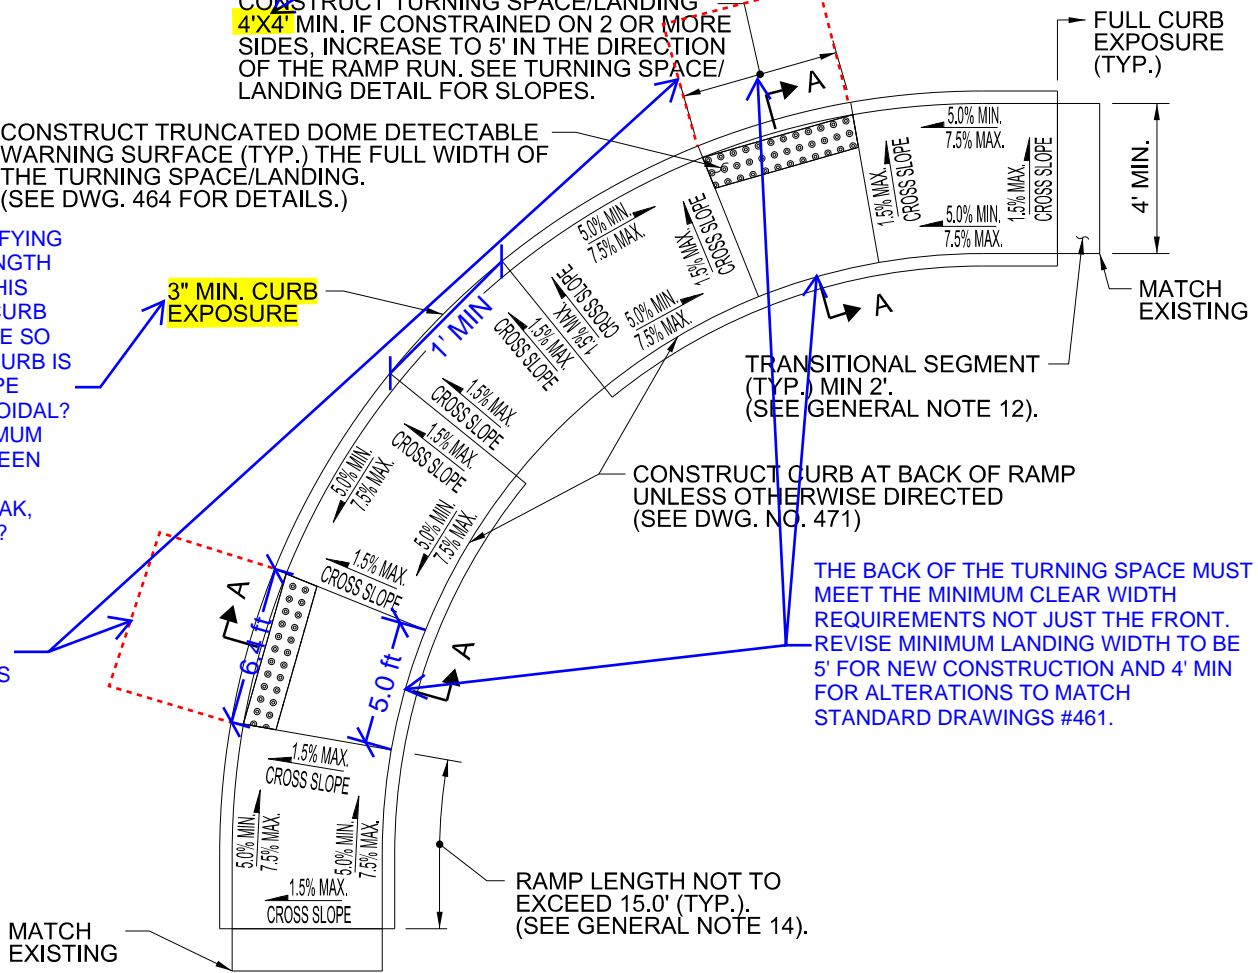 CONSTRUCT TURNING SPACE/LANDING
4'X4' MIN. IF CONSTRAINED ON 2 OR MORE
SIDES, INCREASE TO 5' IN THE DIRECTION
OF THE RAMP RUN. SEE TURNING SPACE/
LANDING DETAIL FOR SLOPES.
FULL CURB
EXPOSURE
(TYP.)
A
CONSTRUCT TRUNCATED DOME DETECTABLE
WARNING SURFACE (TYP.) THE FULL WIDTH OF
THE TURNING SPACE/LANDING.
(SEE DWG. 464 FOR DETAILS.)
5.0% MIN.
7.5% MAX.
1.5% MAX.
CROSS SLOPE
1.5% MAX.
CROSS SLOPE
5.0% MIN.
7.5% MAX.
4' MIN.
MATCH
EXISTING
A
FYING
NGTH
HIS
CURB
E SO
URB IS
PE
OIDAL?
MUM
EEN
AK,
?
3" MIN. CURB
EXPOSURE
1' MIN
5.0% MIN.
7.5% MAX.
1.5% MAX.
CROSS SLOPE
1.5% MAX.
CROSS SLOPE
5.0% MIN.
7.5% MAX.
1.5% MAX.
CROSS SLOPE
TRANSITIONAL SEGMENT
(TYP.) MIN 2'.
(SEE GENERAL NOTE 12).
1.5% MAX.
CROSS SLOPE
5.0% MIN.
7.5% MAX.
5.0% MIN.
7.5% MAX.
1.5% MAX.
CROSS SLOPE
CONSTRUCT CURB AT BACK OF RAMP
UNLESS OTHERWISE DIRECTED
(SEE DWG. NO. 471)
THE BACK OF THE TURNING SPACE MUST
MEET THE MINIMUM CLEAR WIDTH
REQUIREMENTS NOT JUST THE FRONT.
REVISE MINIMUM LANDING WIDTH TO BE
5' FOR NEW CONSTRUCTION AND 4' MIN
FOR ALTERATIONS TO MATCH
STANDARD DRAWINGS #461.
A
6.4 ft
5.0 ft
A
S
1.5% MAX.
CROSS SLOPE
5.0% MIN.
7.5% MAX.
5.0% MIN.
7.5% MAX.
1.5% MAX.
CROSS SLOPE
RAMP LENGTH NOT TO
EXCEED 15.0' (TYP.).
(SEE GENERAL NOTE 14).
MATCH
EXISTING